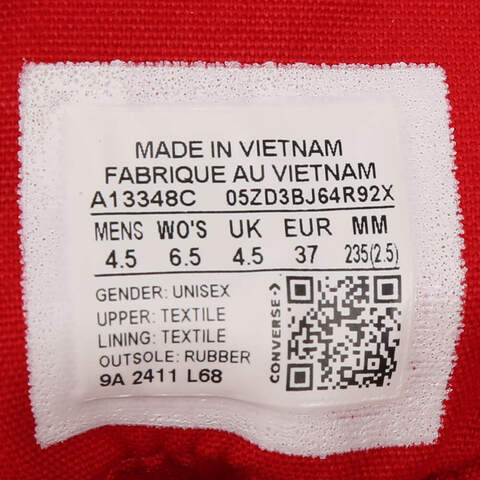 MADE IN VIETNAM
FABRIQUE AU VIETNAM
A13348C 05ZD3BJ64R92X
MENS WO'S UK EUR MM
4.5 6.5 4.5 37 235(2.5)
GENDER: UNISEX
UPPER: TEXTILE
LINING: TEXTILE
OUTSOLE: RUBBER
9A 2411 L68
CONVERSE->